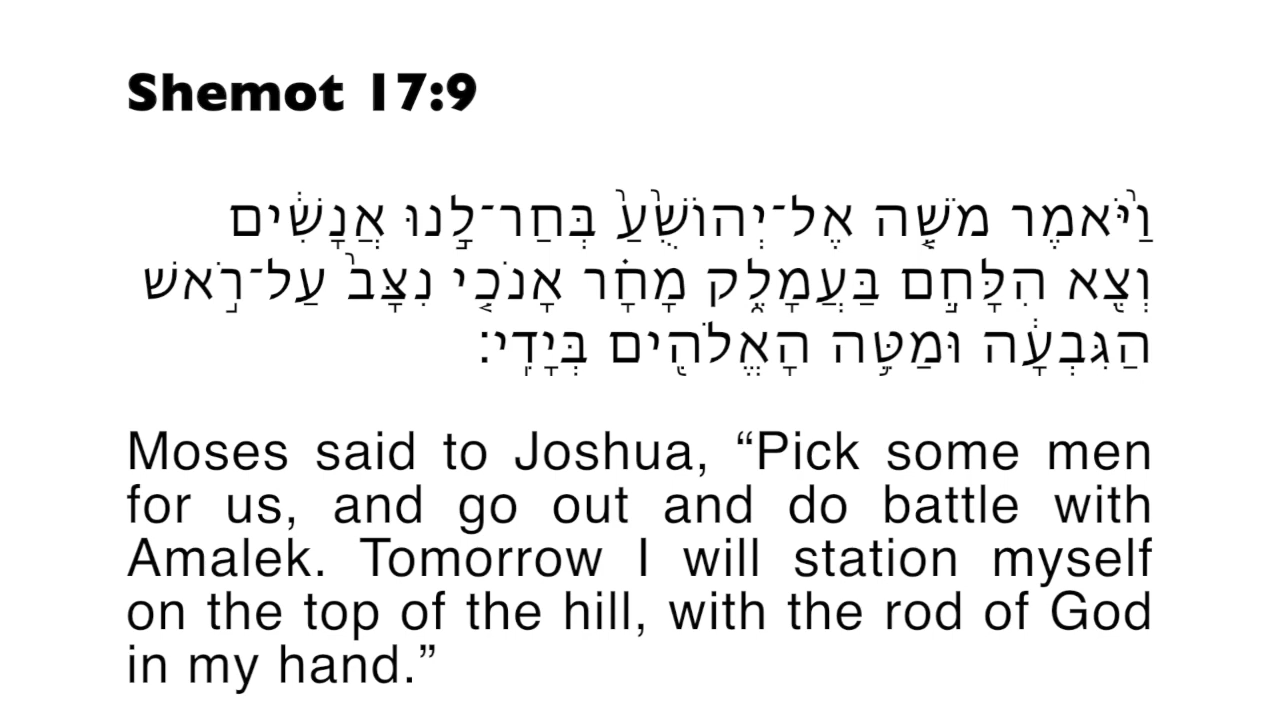 Shemot 17:9
וַיֹּ֨אמֶר מֹשֶׁ֤ה אֶל־יְהוֹשֻׁ֙עַ֙ בְּחַר־לָ֣נוּ אֲנָשִׁ֔ים
וְצֵ֖א הִלָּחֵ֣ם בַּעֲמָלֵ֑ק מָחָ֗ר אָנֹכִ֤י נִצָּב֙ עַל־רֹ֣אשׁ
הַגִּבְעָ֔ה וּמַטֵּ֥ה הָאֱלֹהִ֖ים בְּיָדִֽי׃
Moses said to Joshua, “Pick some men
for us, and go out and do battle with
Amalek. Tomorrow I will station myself
on the top of the hill, with the rod of God
in my hand.”